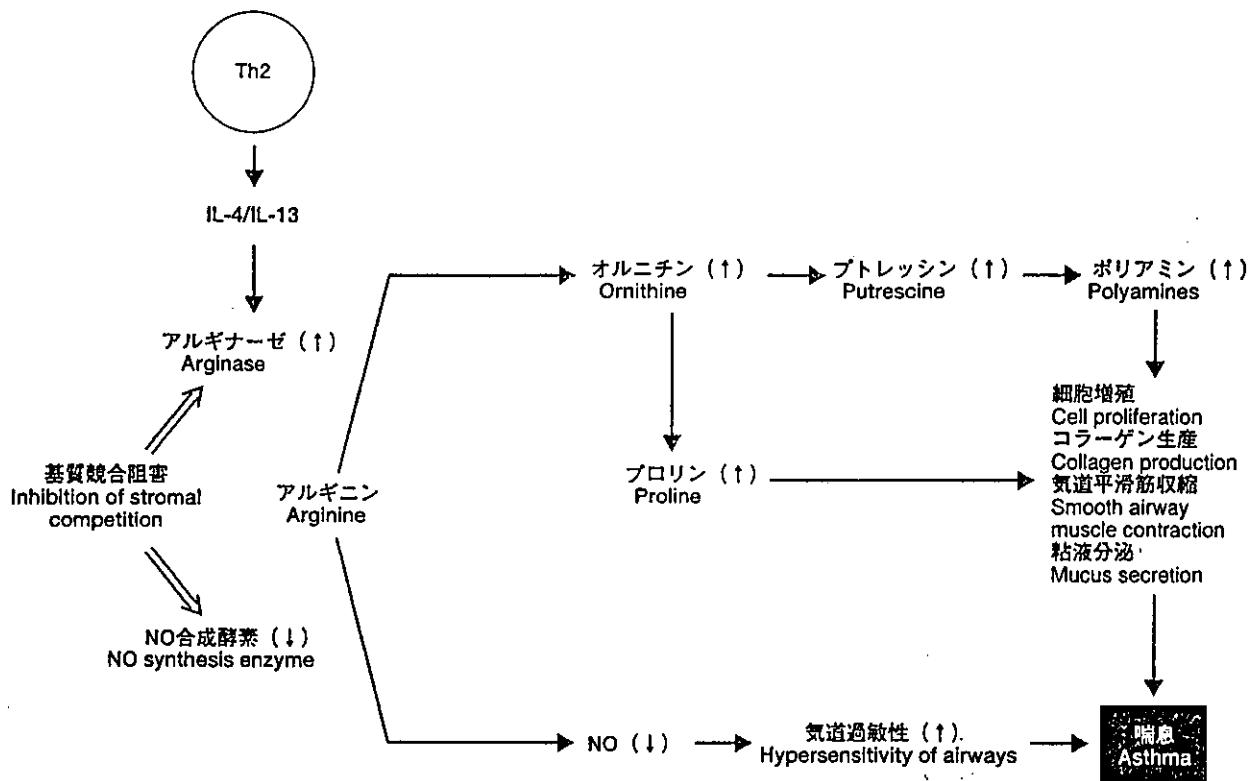 Th2
IL-4/IL-13
アルギナーゼ (↑)
Arginase
基質競合阻害
Inhibition of stromal
competition
NO合成酵素 (↓)
NO synthesis enzyme
アルギニン
Arginine
オルニチン (↑)
Ornithine
プトレッシン (↑)
Putrescine
ポリアミン (↑)
Polyamines
プロリン (↑)
Proline
細胞増殖
Cell proliferation
コラーゲン生産
Collagen production
気道平滑筋収縮
Smooth airway
muscle contraction
粘液分泌
Mucus secretion
NO (↓)
気道過敏性 (↑)
Hypersensitivity of airways
喘息
Asthma